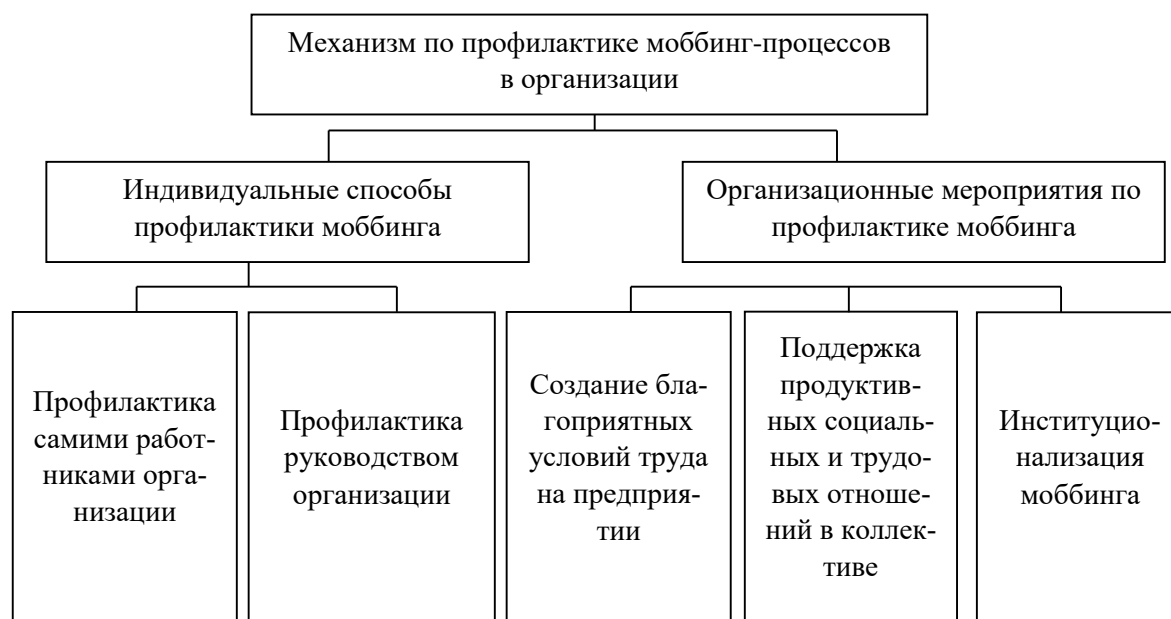 Механизм по профилактике моббинг-процессов
в организации
Индивидуальные способы
профилактики моббинга
Организационные мероприятия по
профилактике моббинга
Профилактика
самими работ-
никами орга-
низации
Профилактика
руководством
организации
Создание бла-
гоприятных
условий труда
на предприя-
тии
Поддержка
продуктив-
ных социаль-
ных и трудо-
вых отноше-
ний в коллек-
тиве
Институцио-
нализация
моббинга